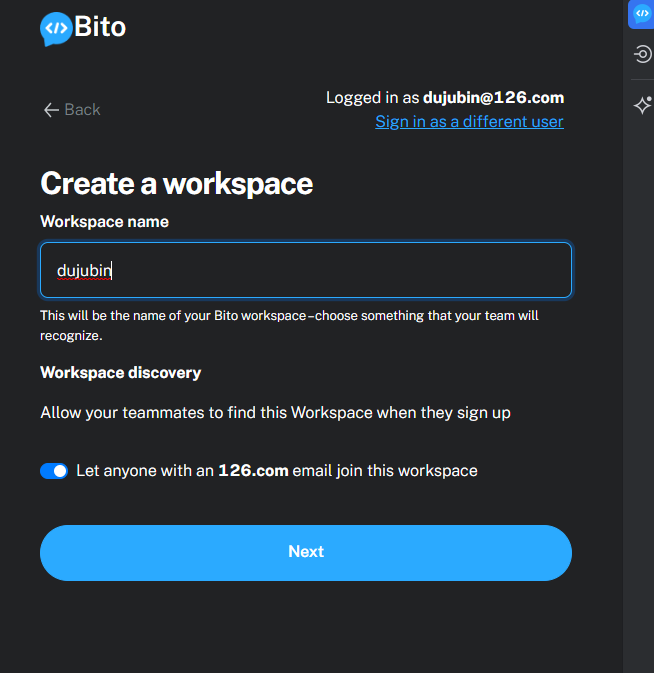 Bito
Back
Logged in as dujubin@126.com
Sign in as a different user
Create a workspace
Workspace name
dujubin
This will be the name of your Bito workspace–choose something that your team will
recognize.
Workspace discovery
Allow your teammates to find this Workspace when they sign up
Let anyone with an 126.com email join this workspace
Next